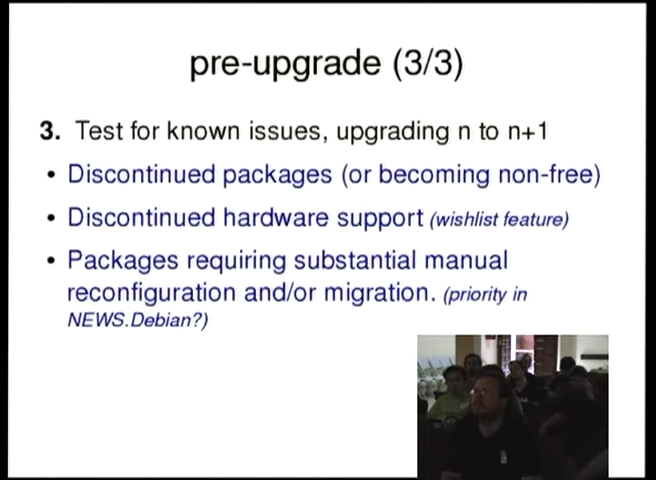 pre-upgrade (3/3)
3. Test for known issues, upgrading n to n+1
• Discontinued packages (or becoming non-free)
• Discontinued hardware support (wishlist feature)
• Packages requiring substantial manual
reconfiguration and/or migration. (priority in
NEWS.Debian?)